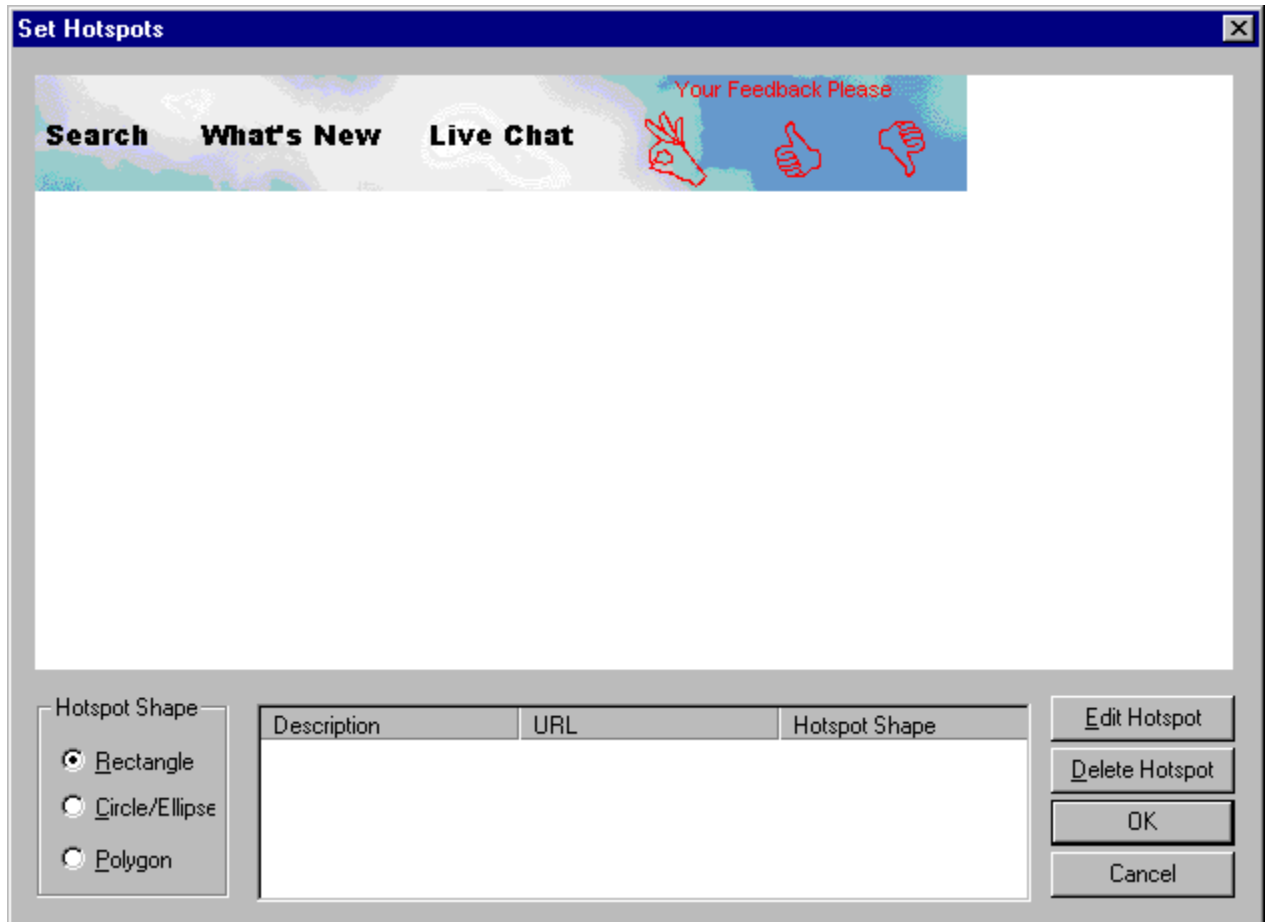 Set Hotspots
Your Feedback Please
Search What's New Live Chat
Hotspot Shape
Rectangle
Circle/Ellipse
Polygon
Description URL Hotspot Shape
Edit Hotspot
Delete Hotspot
OK
Cancel